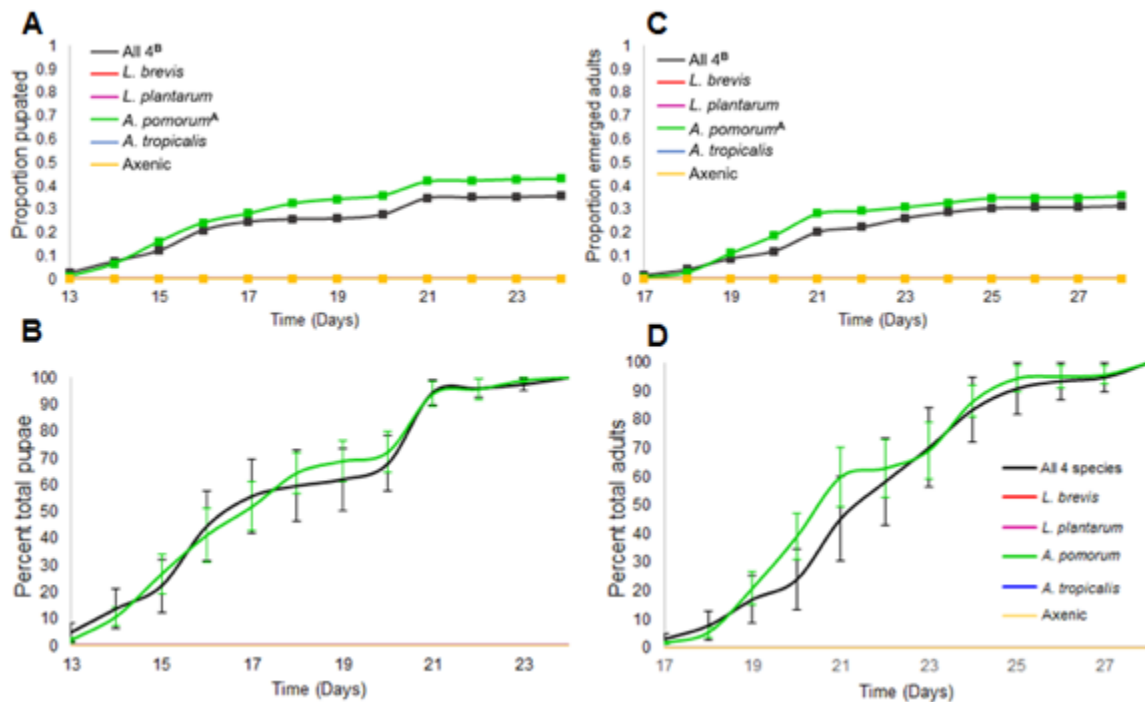 A
Proportion pupated
1
0.9
0.8
0.7
0.6
0.5
0.4
0.3
0.2
0.1
0
All 4ᴮ
L. brevis
L. plantarum
A. pomorumᴬ
A. tropicalis
Axenic
13 15 17 19 21 23
Time (Days)
C
Proportion emerged adults
1
0.9
0.8
0.7
0.6
0.5
0.4
0.3
0.2
0.1
0
All 4ᴮ
L. brevis
L. plantarum
A. pomorumᴬ
A. tropicalis
Axenic
17 19 21 23 25 27
Time (Days)
B
Percent total pupae
100
90
80
70
60
50
40
30
20
10
0
13 15 17 19 21 23
Time (Days)
D
Percent total adults
100
90
80
70
60
50
40
30
20
10
0
All 4 species
L. brevis
L. plantarum
A. pomorum
A. tropicalis
Axenic
17 19 21 23 25 27
Time (Days)